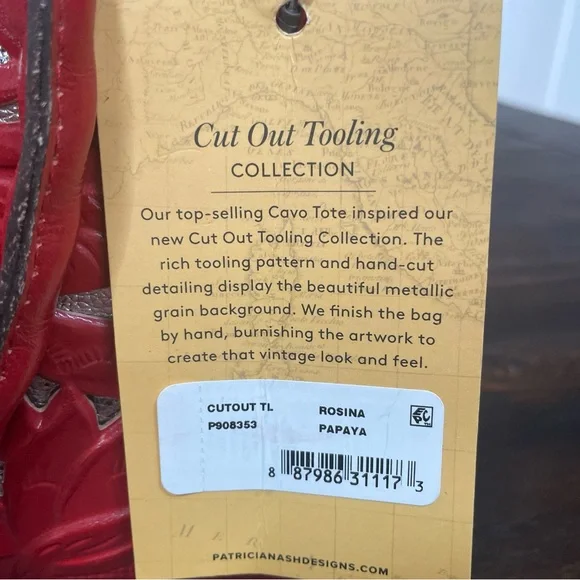 Cut Out Tooling
COLLECTION
Our top-selling Cavo Tote inspired our
new Cut Out Tooling Collection. The
rich tooling pattern and hand-cut
detailing display the beautiful metallic
grain background. We finish the bag
by hand, burnishing the artwork to
create that vintage look and feel.
CUTOUT TL ROSINA
P908353 PAPAYA
8 87986 31117 3
PATRICIANASHDESIGNS.COM